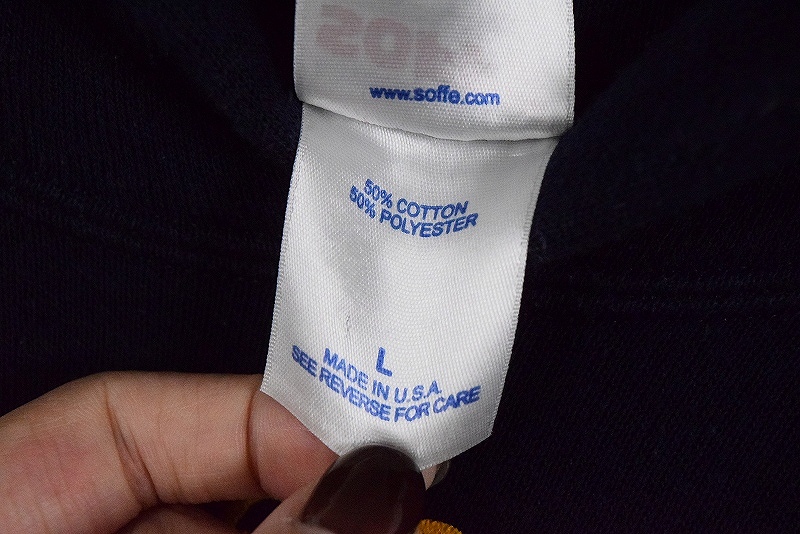 www.soffe.com
50% COTTON
50% POLYESTER
L
MADE IN U.S.A.
SEE REVERSE FOR CARE